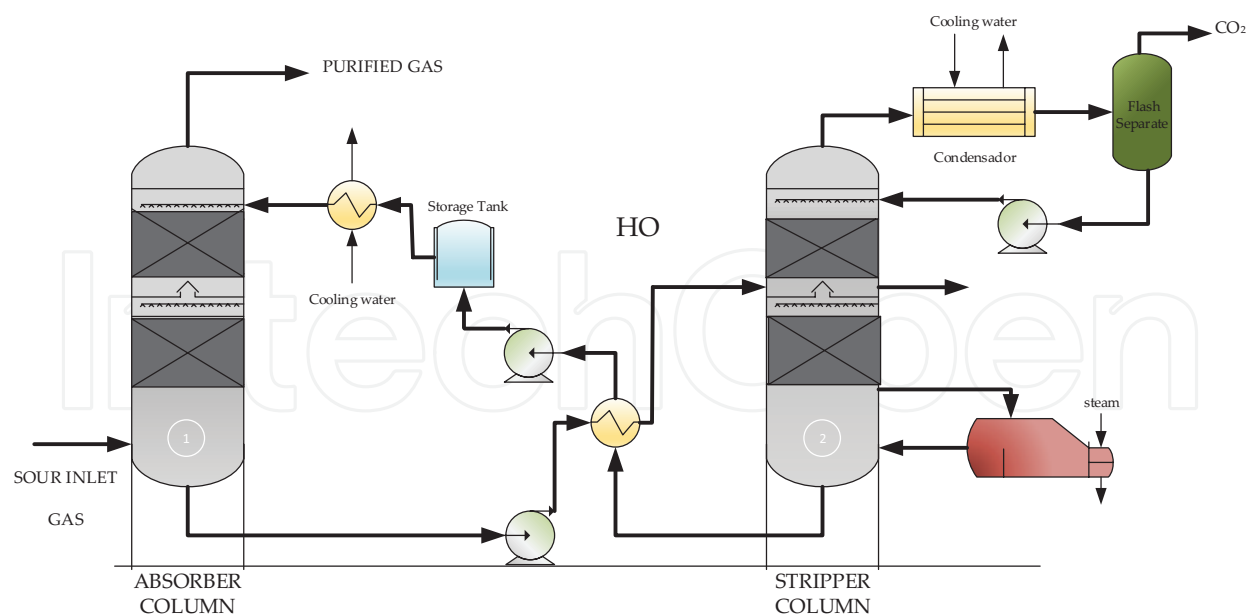 Cooling water
CO₂
PURIFIED GAS
Flash
Separate
Condensador
Storage Tank
HO
Cooling water
IntechOpen
steam
1
2
SOUR INLET
GAS
ABSORBER
COLUMN
STRIPPER
COLUMN